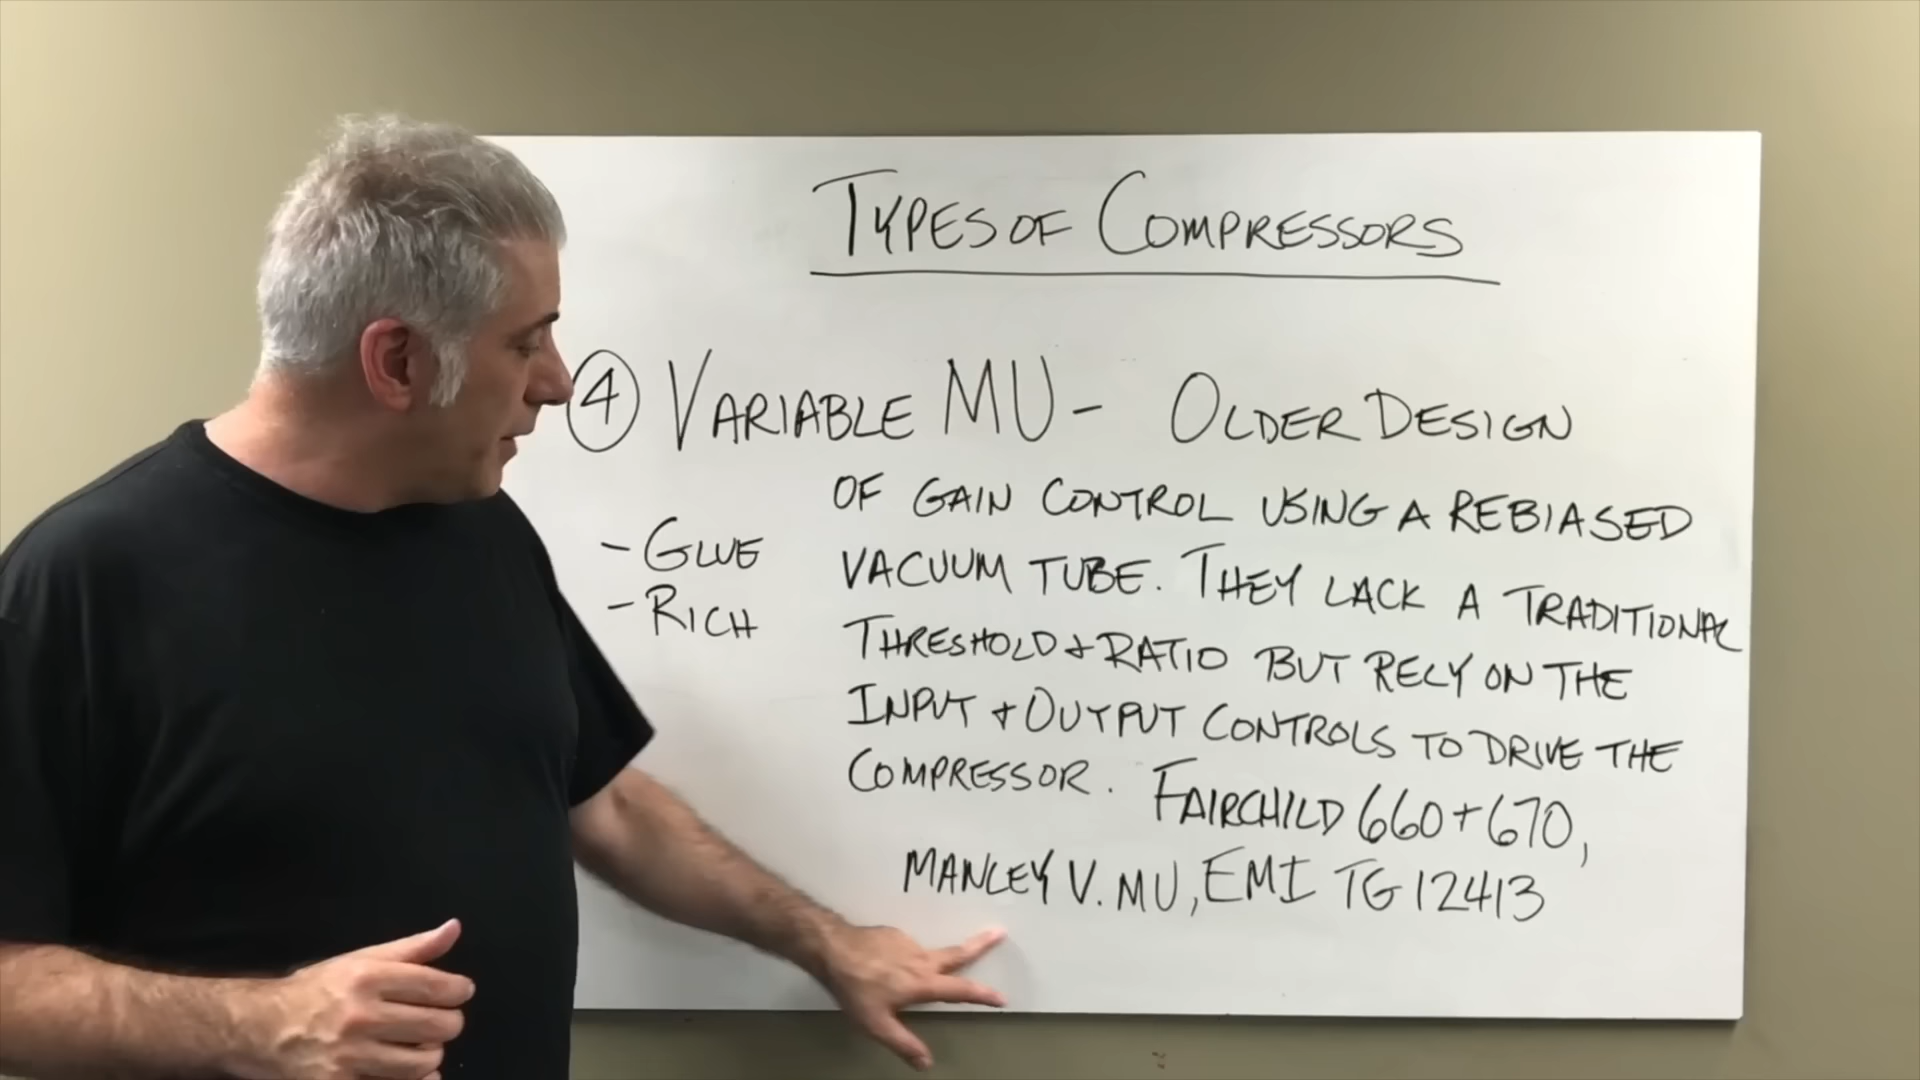 TYPES OF COMPRESSORS
④ VARIABLE MU - OLDER DESIGN
OF GAIN CONTROL USING A REBIASED
VACUUM TUBE. THEY LACK A TRADITIONAL
THRESHOLD + RATIO BUT RELY ON THE
INPUT + OUTPUT CONTROLS TO DRIVE THE
COMPRESSOR. FAIRCHILD 660 + 670,
MANLEY V. MU, EMI TG 12413
- GLUE
- RICH